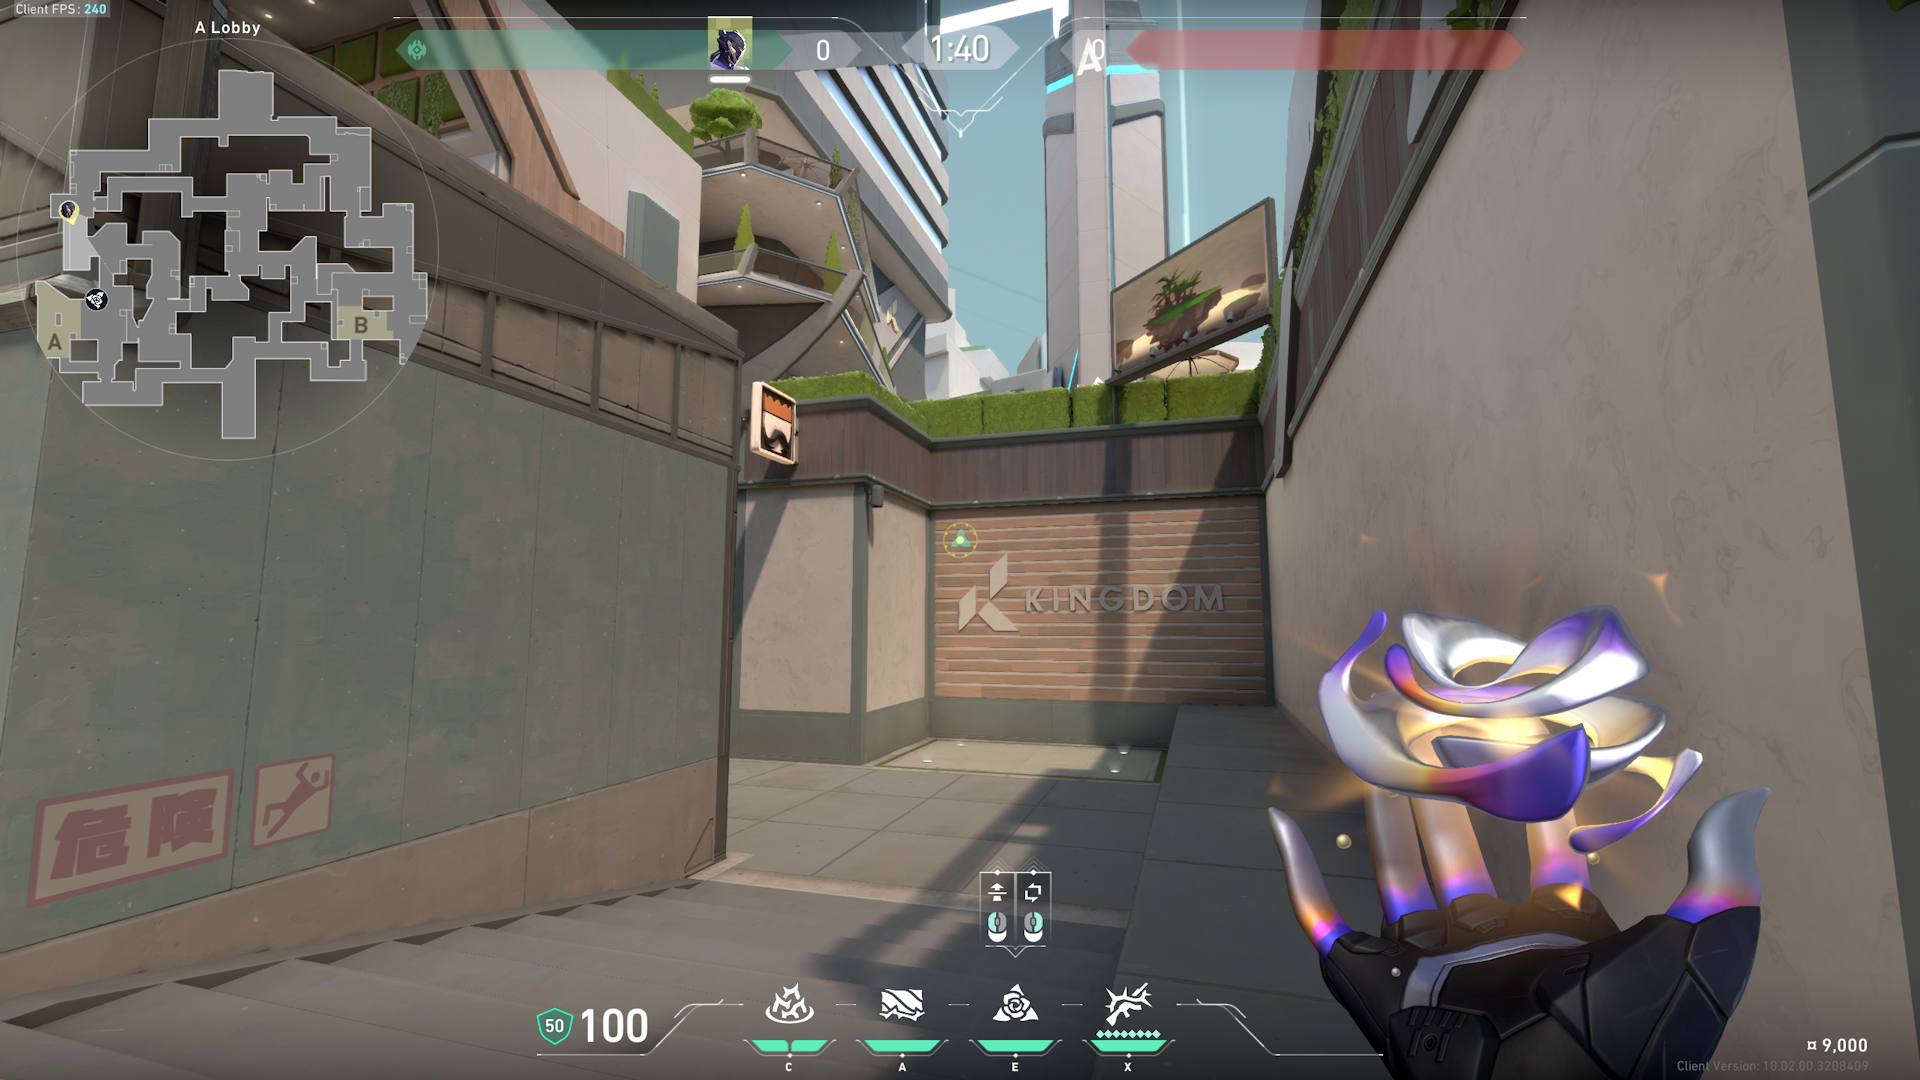 Client FPS: 240
A Lobby
0
1:40
0
A
A
B
KINGDOM
危険
50
100
C
A
E
X
¤ 9,000
Client Version: 10.02.00.3208409